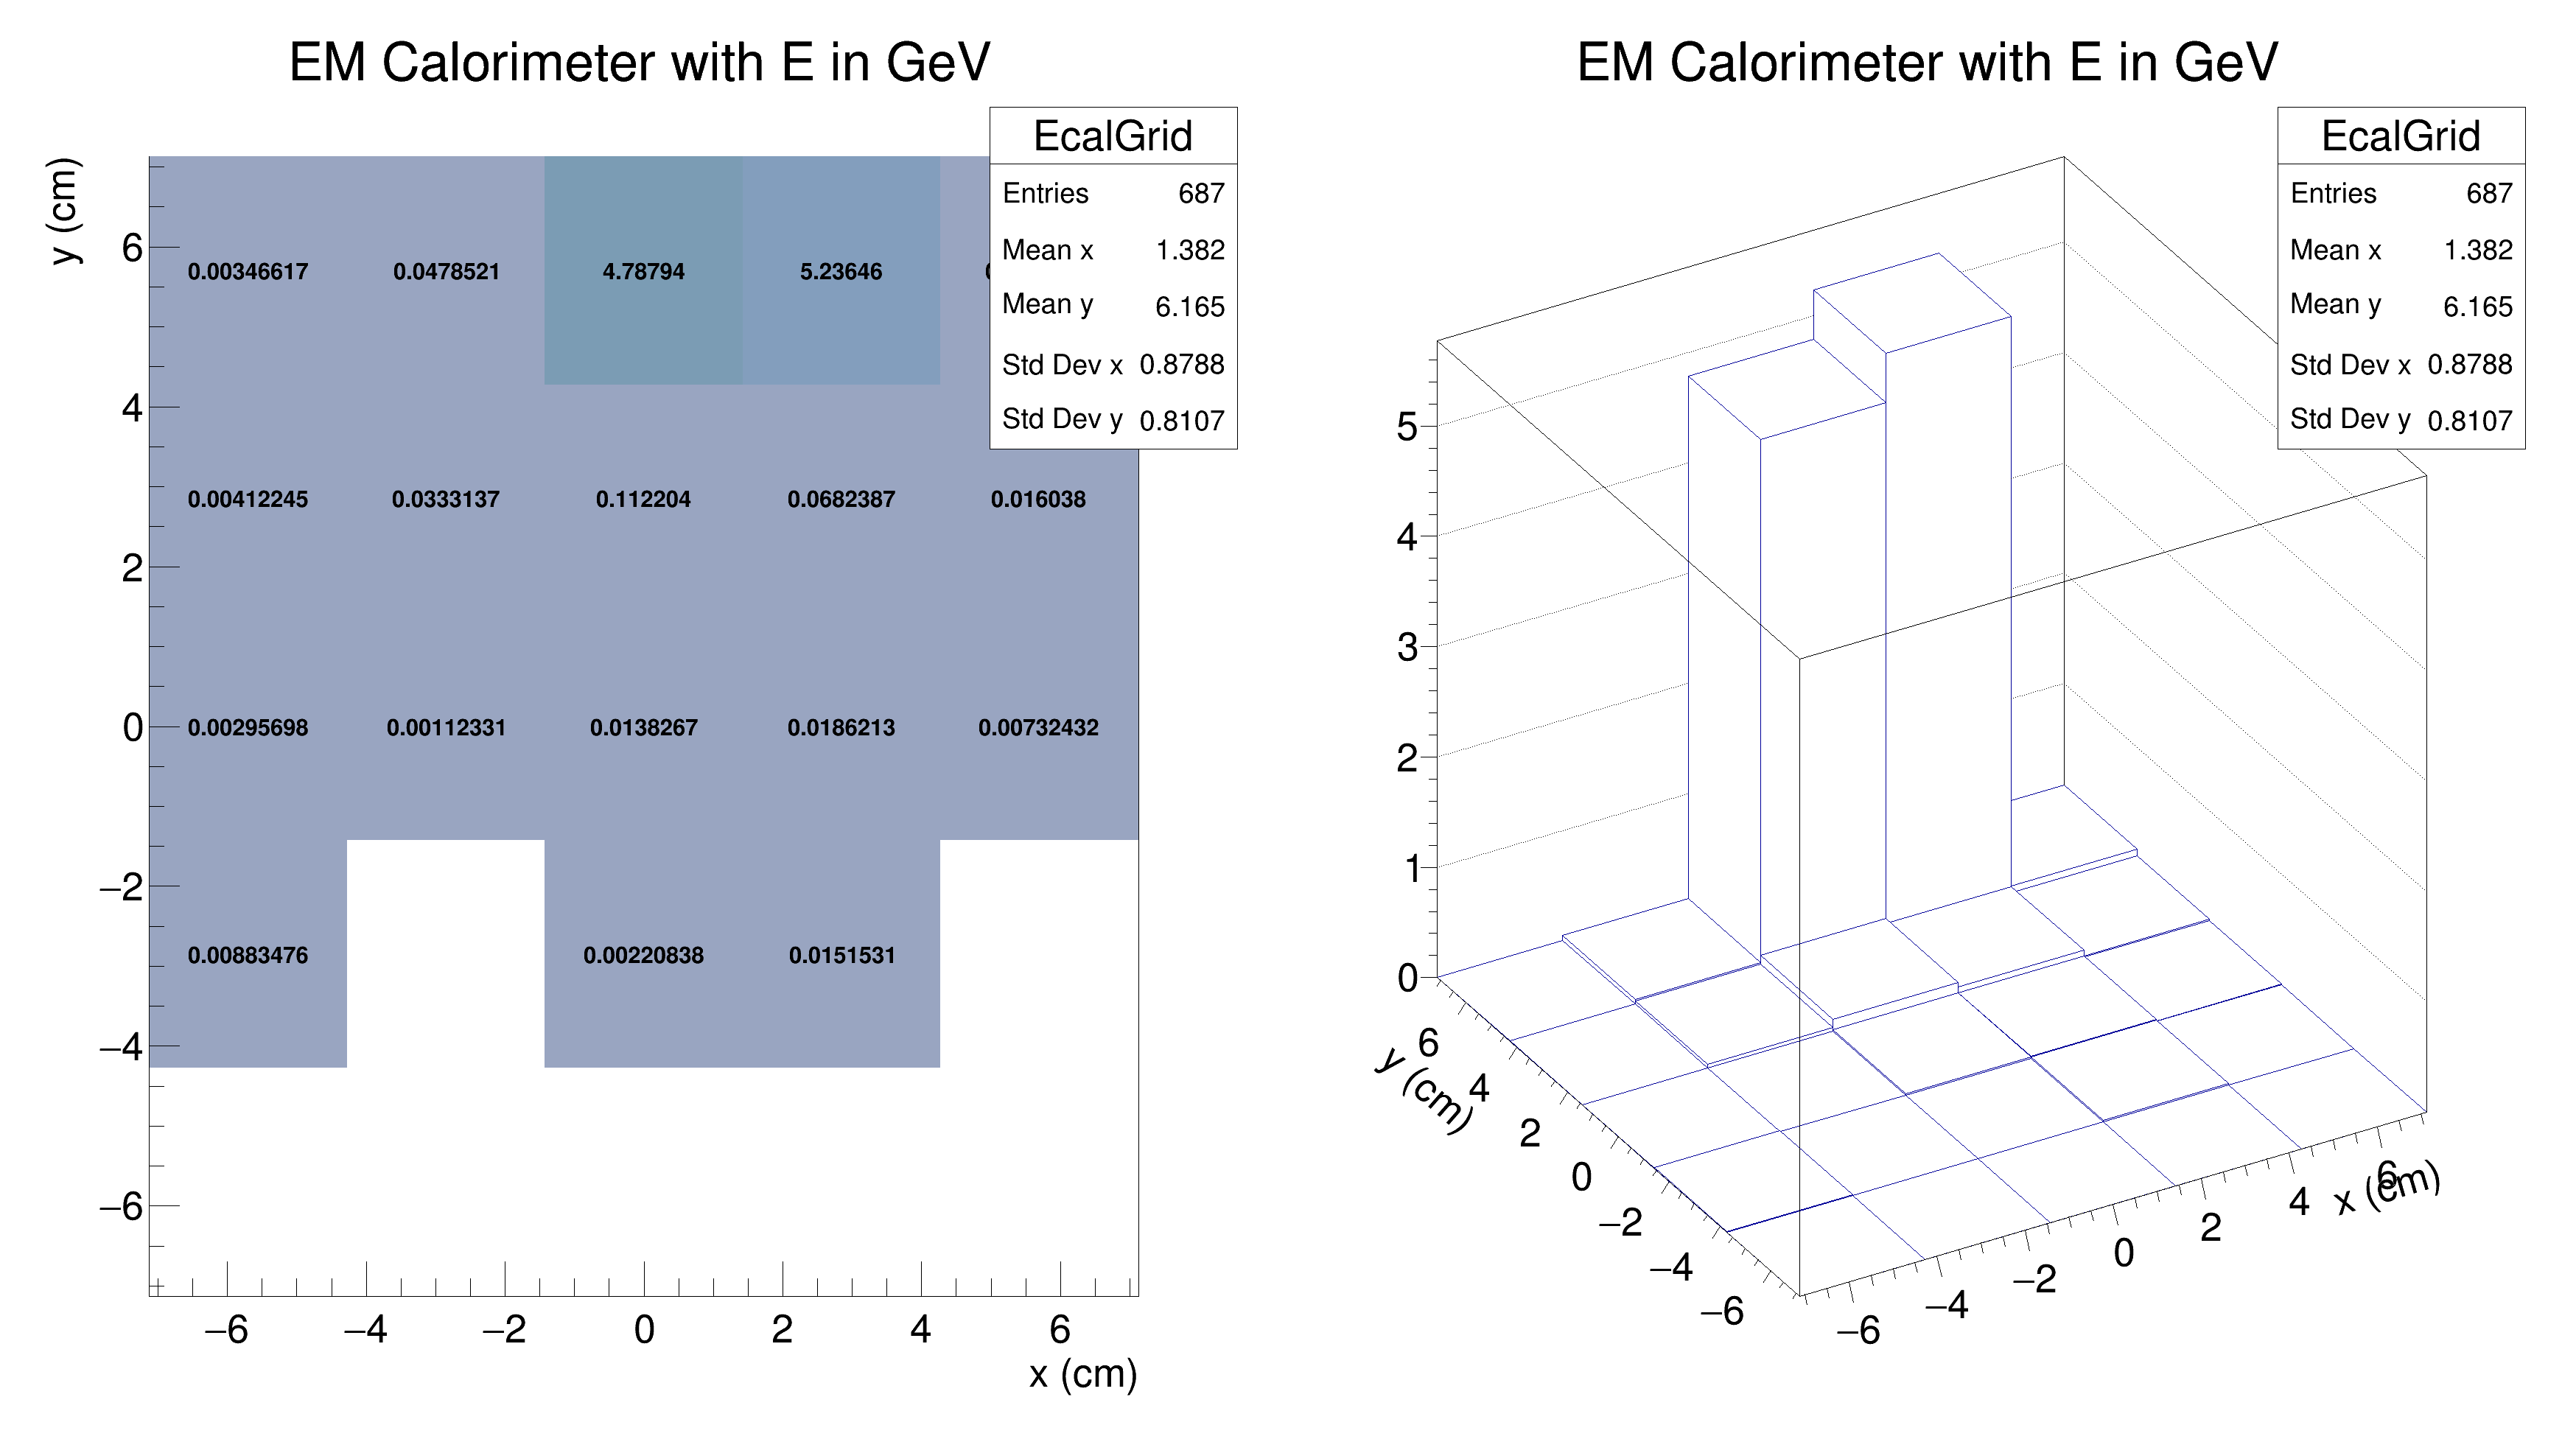 EM Calorimeter with E in GeV
EcalGrid
Entries 687
Mean x 1.382
Mean y 6.165
Std Dev x 0.8788
Std Dev y 0.8107
y (cm)
6
4
2
0
−2
−4
−6
0.00346617 0.0478521 4.78794 5.23646
0.00412245 0.0333137 0.112204 0.0682387 0.016038
0.00295698 0.00112331 0.0138267 0.0186213 0.00732432
0.00883476 0.00220838 0.0151531
−6 −4 −2 0 2 4 6
x (cm)
EM Calorimeter with E in GeV
EcalGrid
Entries 687
Mean x 1.382
Mean y 6.165
Std Dev x 0.8788
Std Dev y 0.8107
5
4
3
2
1
0
6
4
2
0
−2
−4
−6
y (cm)
−6 −4 −2 0 2 4 6
x (cm)